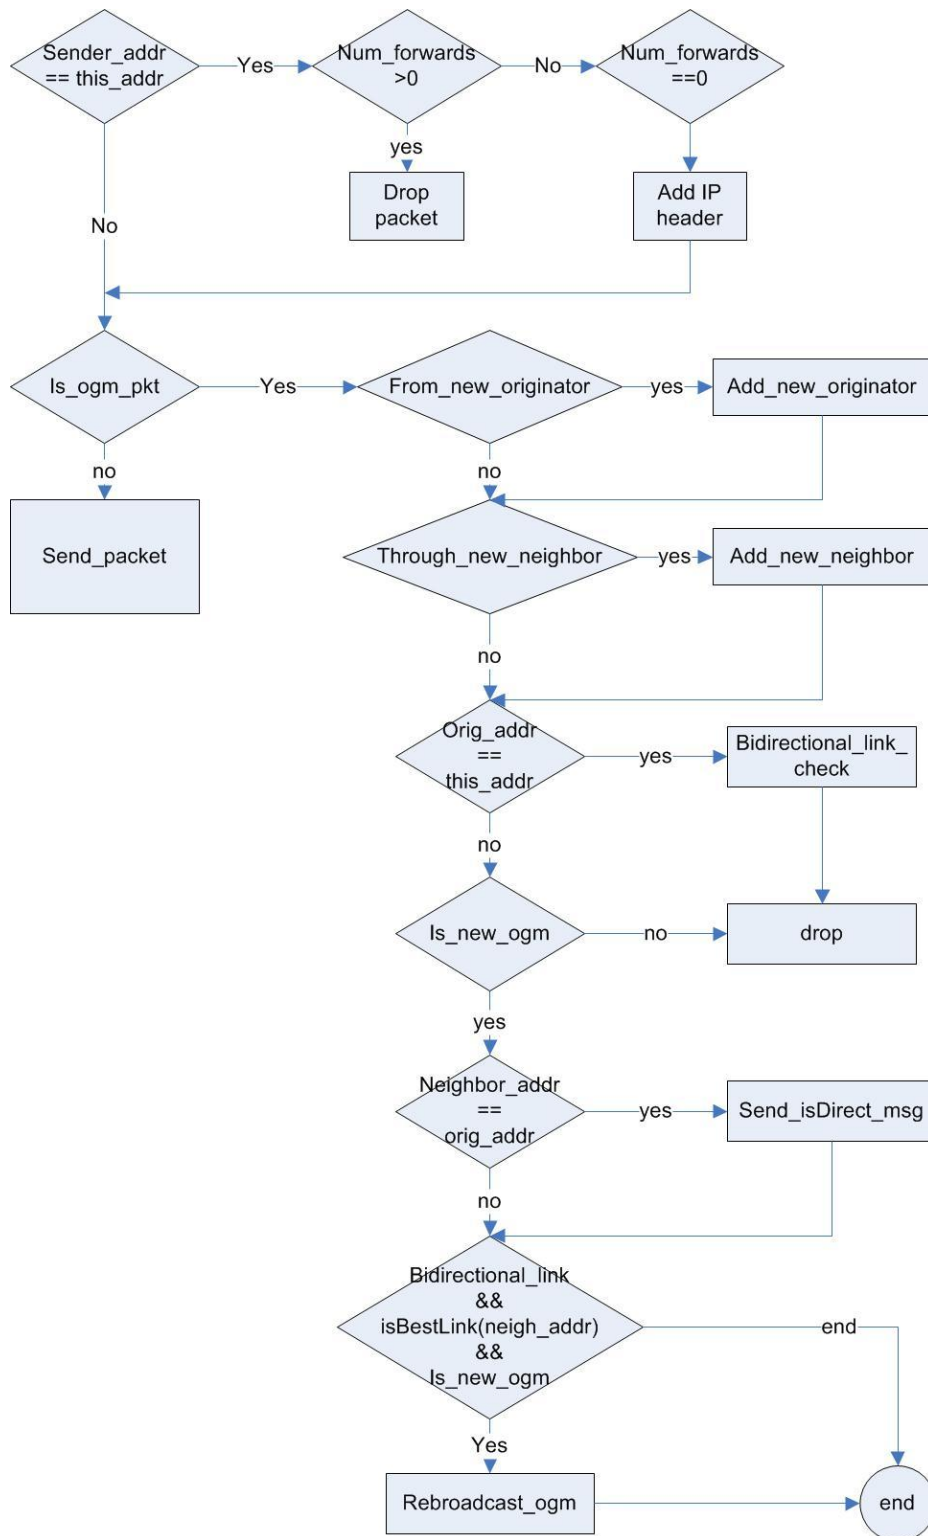 Sender_addr
== this_addr
Yes
Num_forwards
>0
No
Num_forwards
==0
yes
Drop
packet
Add IP
header
No
Is_ogm_pkt
Yes
From_new_originator
yes
Add_new_originator
no
no
Send_packet
Through_new_neighbor
yes
Add_new_neighbor
no
Orig_addr
==
this_addr
yes
Bidirectional_link_
check
no
Is_new_ogm
no
drop
yes
Neighbor_addr
==
orig_addr
yes
Send_isDirect_msg
no
Bidirectional_link
&&
isBestLink(neigh_addr)
&&
Is_new_ogm
end
Yes
Rebroadcast_ogm
end